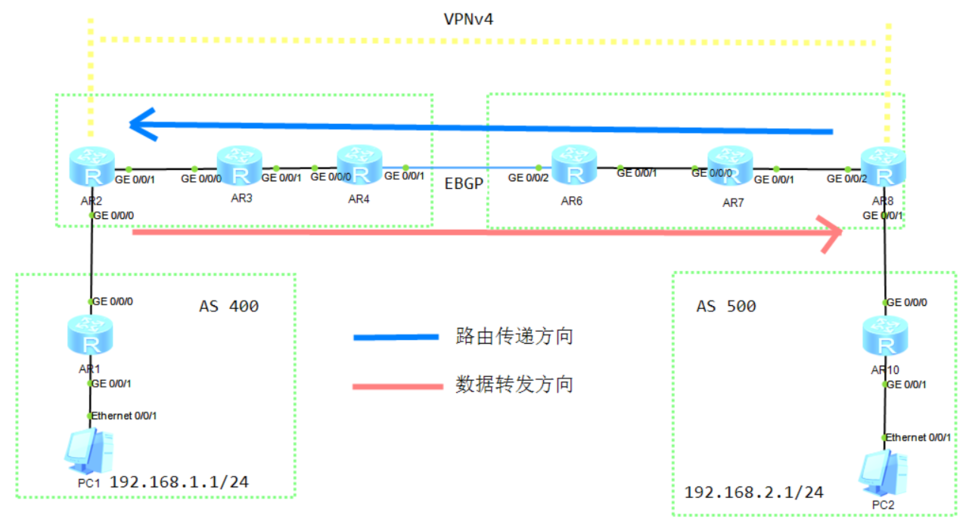 VPNv4
GE 0/0/1
GE 0/0/0
GE 0/0/1
GE 0/0/0
GE 0/0/1
EBGP
GE 0/0/2
GE 0/0/1
GE 0/0/0
GE 0/0/1
GE 0/0/2
R
R
R
R
R
R
AR2
AR3
AR4
AR6
AR7
AR8
GE 0/0/0
GE 0/0/1
GE 0/0/0
AS 400
AS 500
GE 0/0/0
R
路由传递方向
R
AR1
AR10
GE 0/0/1
数据转发方向
GE 0/0/1
Ethernet 0/0/1
Ethernet 0/0/1
PC1
192.168.1.1/24
192.168.2.1/24
PC2